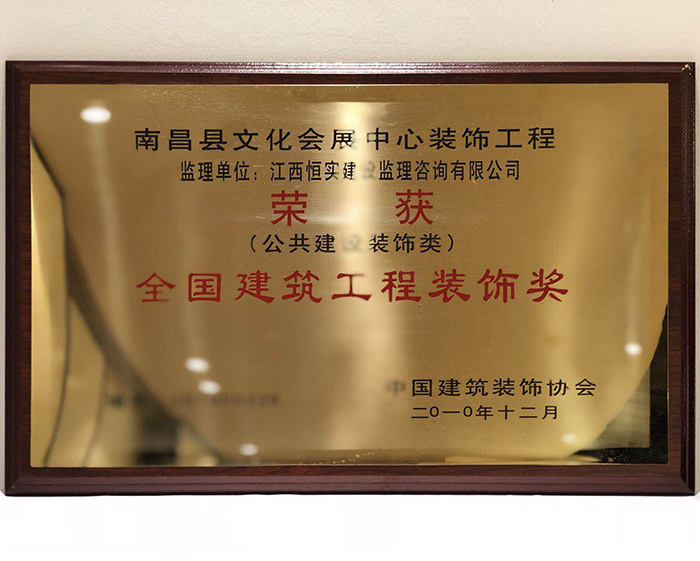 南昌县文化会展中心装饰工程
监理单位：江西恒实建设监理咨询有限公司
荣获
（公共建设装饰类）
全国建筑工程装饰奖
中国建筑装饰协会
二〇一〇年十二月